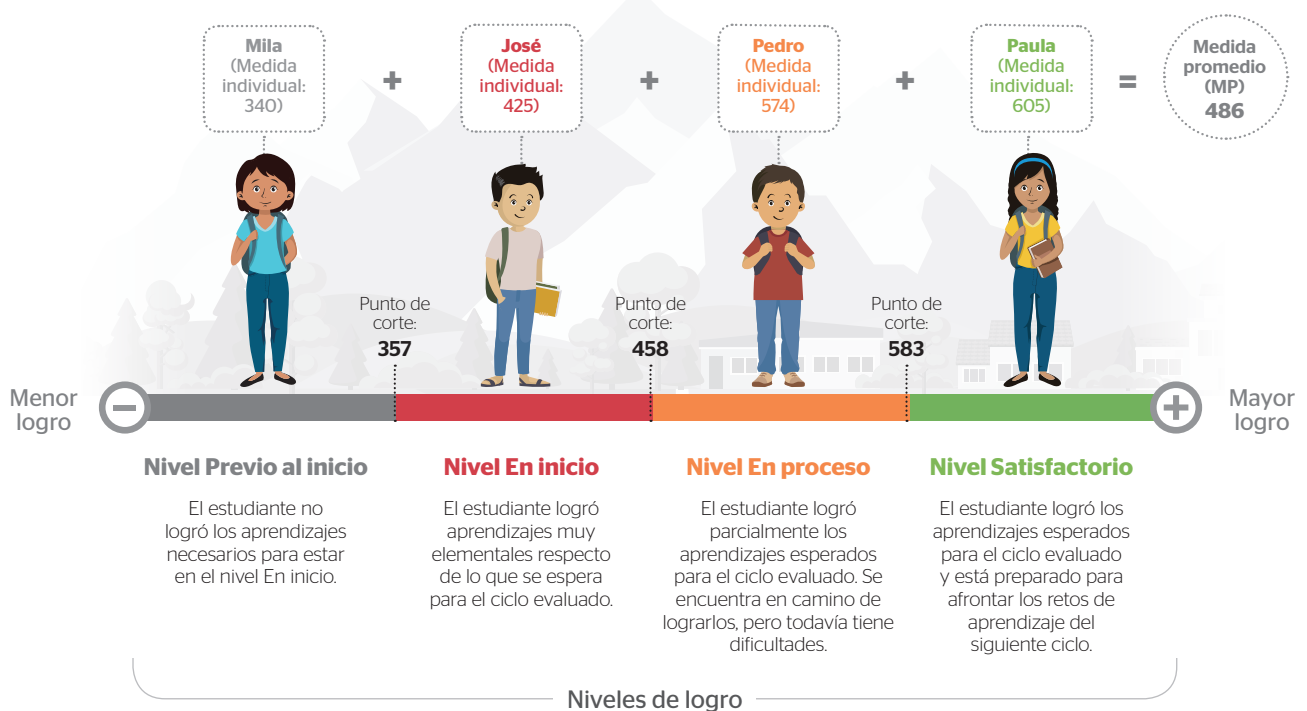 Mila
(Medida
individual:
340)
+
José
(Medida
individual:
425)
+
Pedro
(Medida
individual:
574)
+
Paula
(Medida
individual:
605)
=
Medida
promedio
(MP)
486
Punto de
corte:
357
Punto de
corte:
458
Punto de
corte:
583
Menor
logro
−
+
Mayor
logro
Nivel Previo al inicio
El estudiante no
logró los aprendizajes
necesarios para estar
en el nivel En inicio.
Nivel En inicio
El estudiante logró
aprendizajes muy
elementales respecto
de lo que se espera
para el ciclo evaluado.
Nivel En proceso
El estudiante logró
parcialmente los
aprendizajes esperados
para el ciclo evaluado. Se
encuentra en camino de
lograrlos, pero todavía tiene
dificultades.
Nivel Satisfactorio
El estudiante logró los
aprendizajes esperados
para el ciclo evaluado
y está preparado para
afrontar los retos de
aprendizaje del
siguiente ciclo.
Niveles de logro